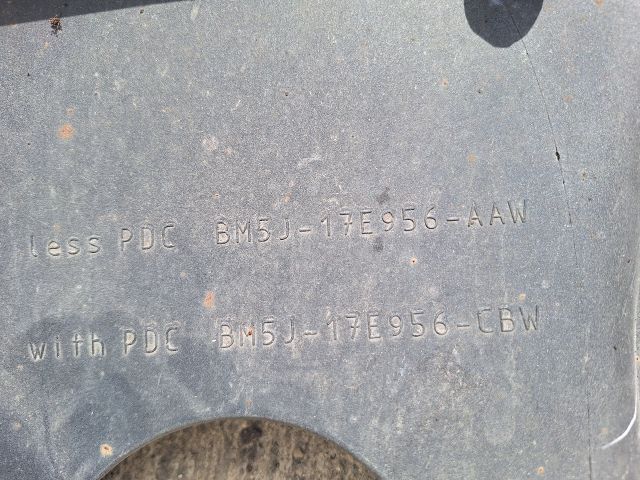 less PDC BM5J-17E956-AAW
with PDC BM5J-17E956-CBW